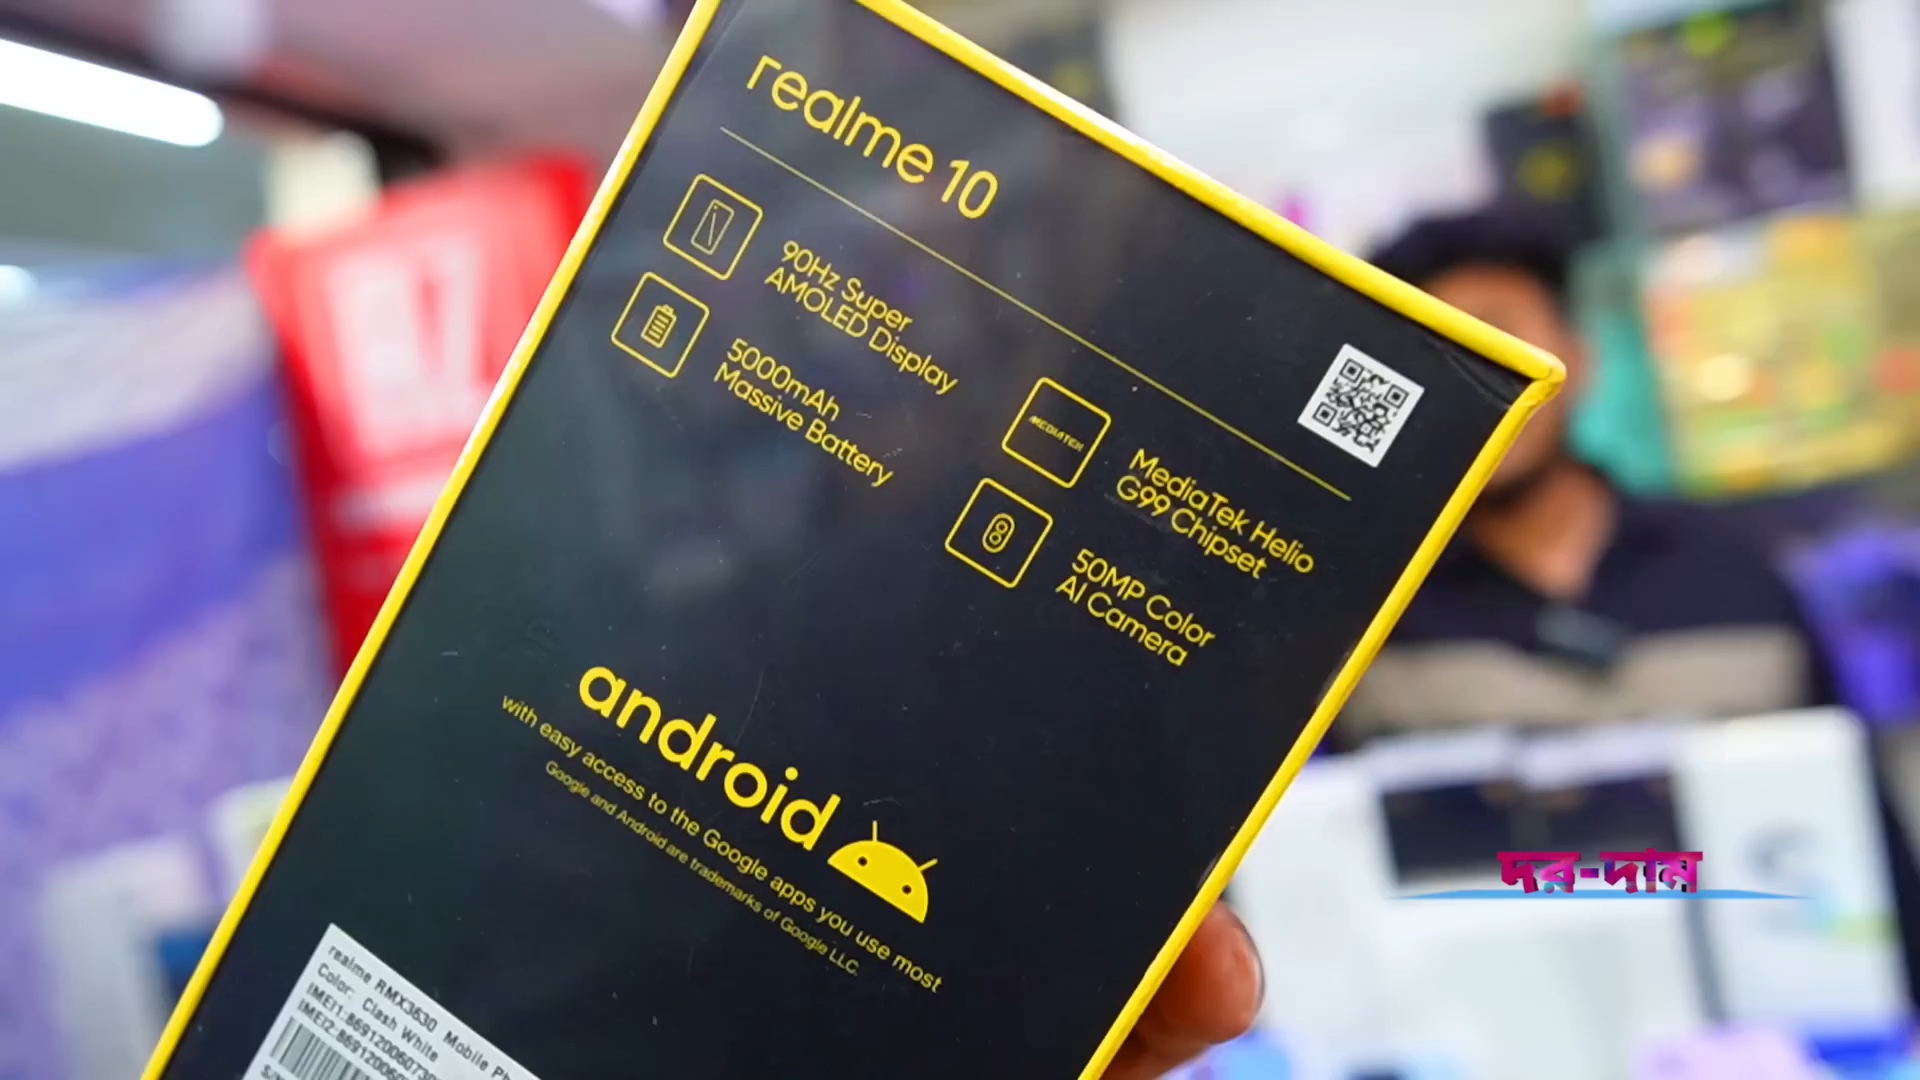 realme 10
90Hz Super
AMOLED Display
5000mAh
Massive Battery
MEDIATEK
MediaTek Helio
G99 Chipset
50MP Color
AI Camera
android
with easy access to the Google apps you use most
Google and Android are trademarks of Google LLC.
realme RMX3630 Mobile
Color: Clash White
IMEI1:
IMEI2:
দর-দাম